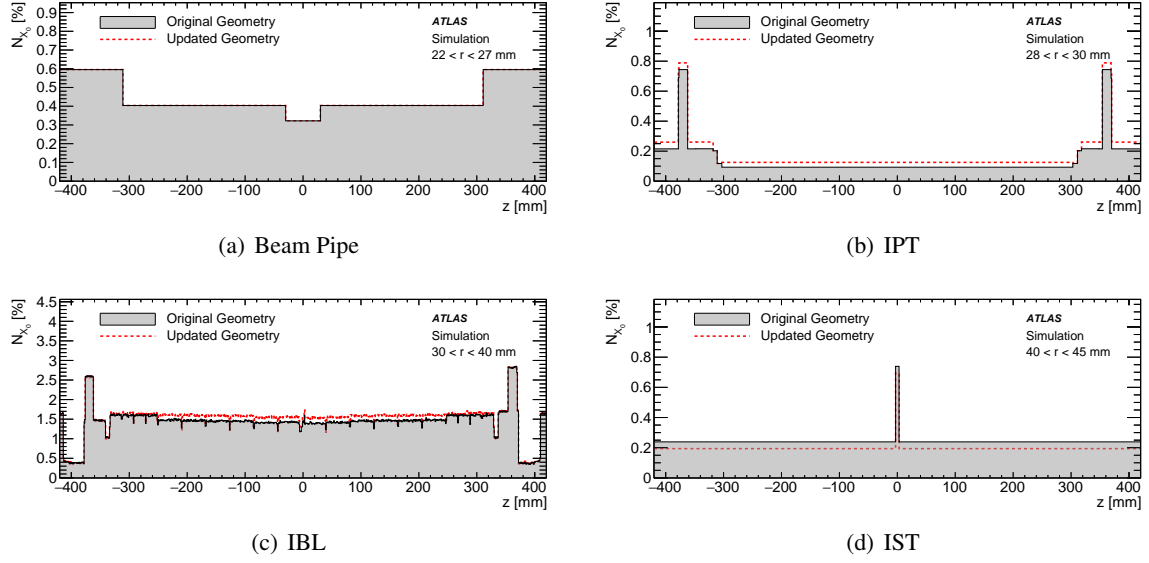 N_X₀ [%]
0.9
0.8
0.7
0.6
0.5
0.4
0.3
0.2
0.1
0
Original Geometry
Updated Geometry
ATLAS
Simulation
22 < r < 27 mm
−400 −300 −200 −100 0 100 200 300 400
z [mm]
(a) Beam Pipe
N_X₀ [%]
1
0.8
0.6
0.4
0.2
0
Original Geometry
Updated Geometry
ATLAS
Simulation
28 < r < 30 mm
−400 −300 −200 −100 0 100 200 300 400
z [mm]
(b) IPT
N_X₀ [%]
4.5
4
3.5
3
2.5
2
1.5
1
0.5
0
Original Geometry
Updated Geometry
ATLAS
Simulation
30 < r < 40 mm
−400 −300 −200 −100 0 100 200 300 400
z [mm]
(c) IBL
N_X₀ [%]
1
0.8
0.6
0.4
0.2
0
Original Geometry
Updated Geometry
ATLAS
Simulation
40 < r < 45 mm
−400 −300 −200 −100 0 100 200 300 400
z [mm]
(d) IST